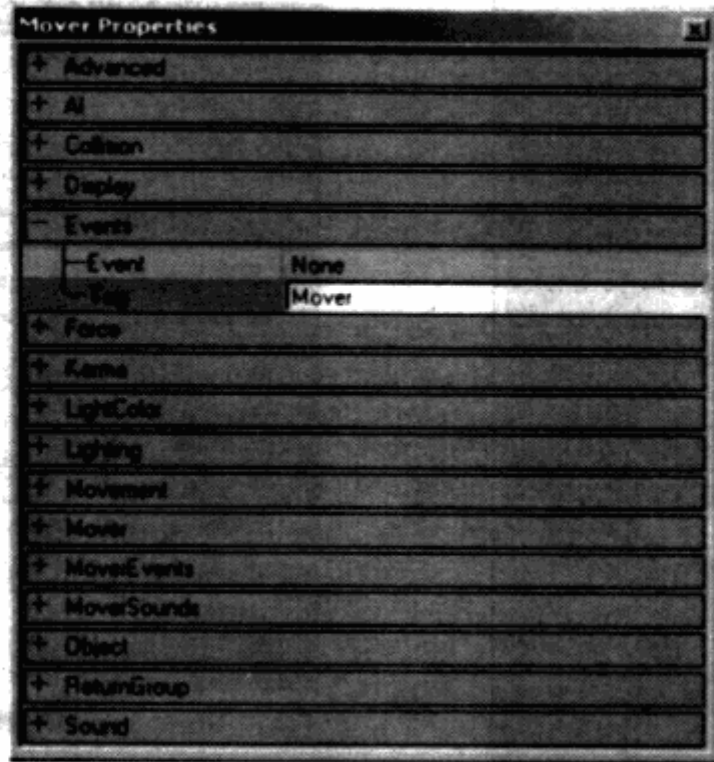 Mover Properties
+ Advanced
+ AI
+ Collision
+ Display
- Events
Event None
Tag Mover
+ Force
+ Karma
+ LightColor
+ Lighting
+ Movement
+ Mover
+ MoverEvents
+ MoverSounds
+ Object
+ ReturnGroup
+ Sound